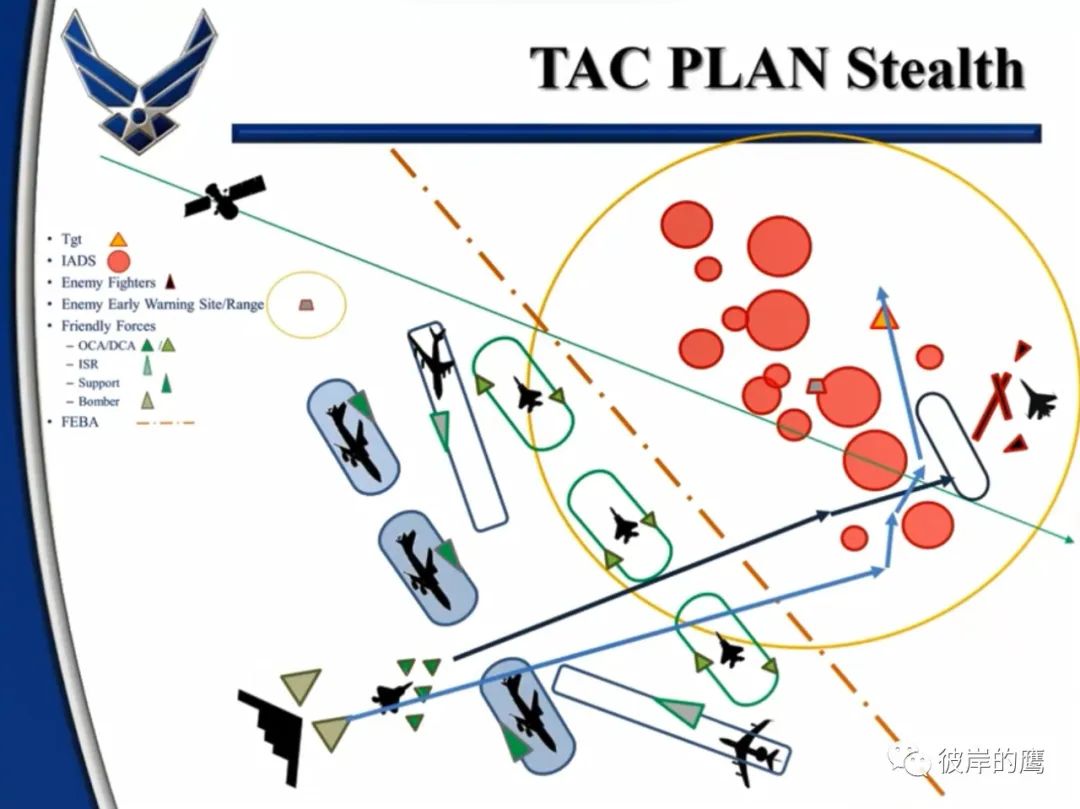 TAC PLAN Stealth
• Tgt
• IADS
• Enemy Fighters
• Enemy Early Warning Site/Range
• Friendly Forces
– OCA/DCA /
– ISR
– Support
– Bomber
• FEBA
彼岸的鹰